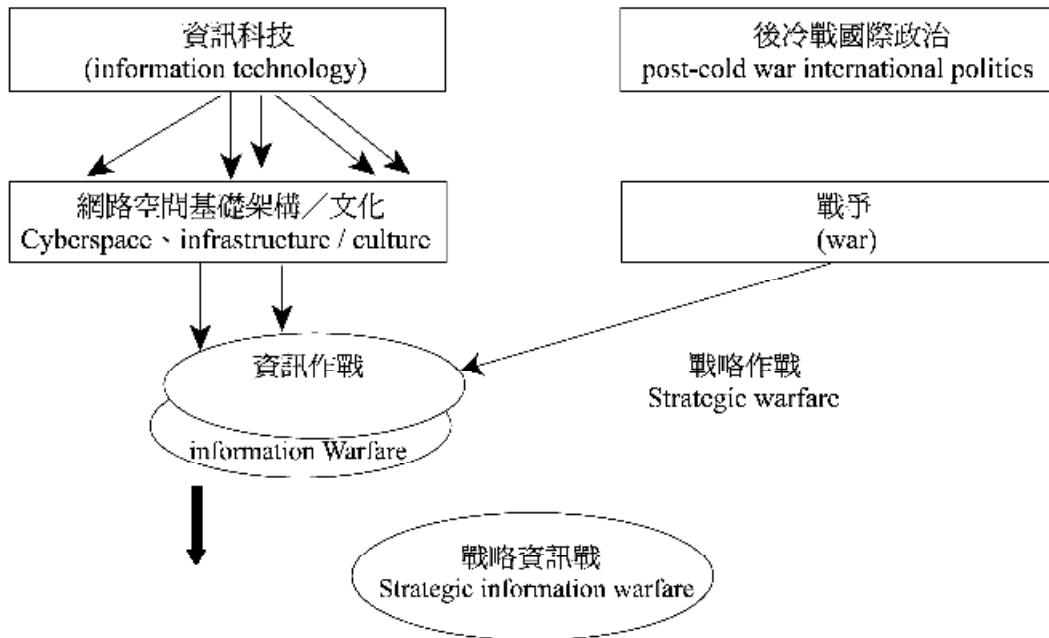 資訊科技
(information technology)
後冷戰國際政治
post-cold war international politics
網路空間基礎架構／文化
Cyberspace、infrastructure / culture
戰爭
(war)
資訊作戰
information Warfare
戰略作戰
Strategic warfare
戰略資訊戰
Strategic information warfare